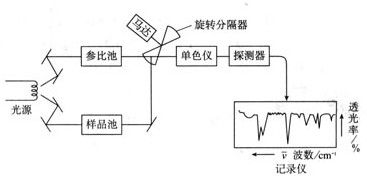 马达
旋转分隔器
参比池
单色仪
探测器
光源
样品池
透光率/%
ν̄ 波数/cm⁻¹
记录仪